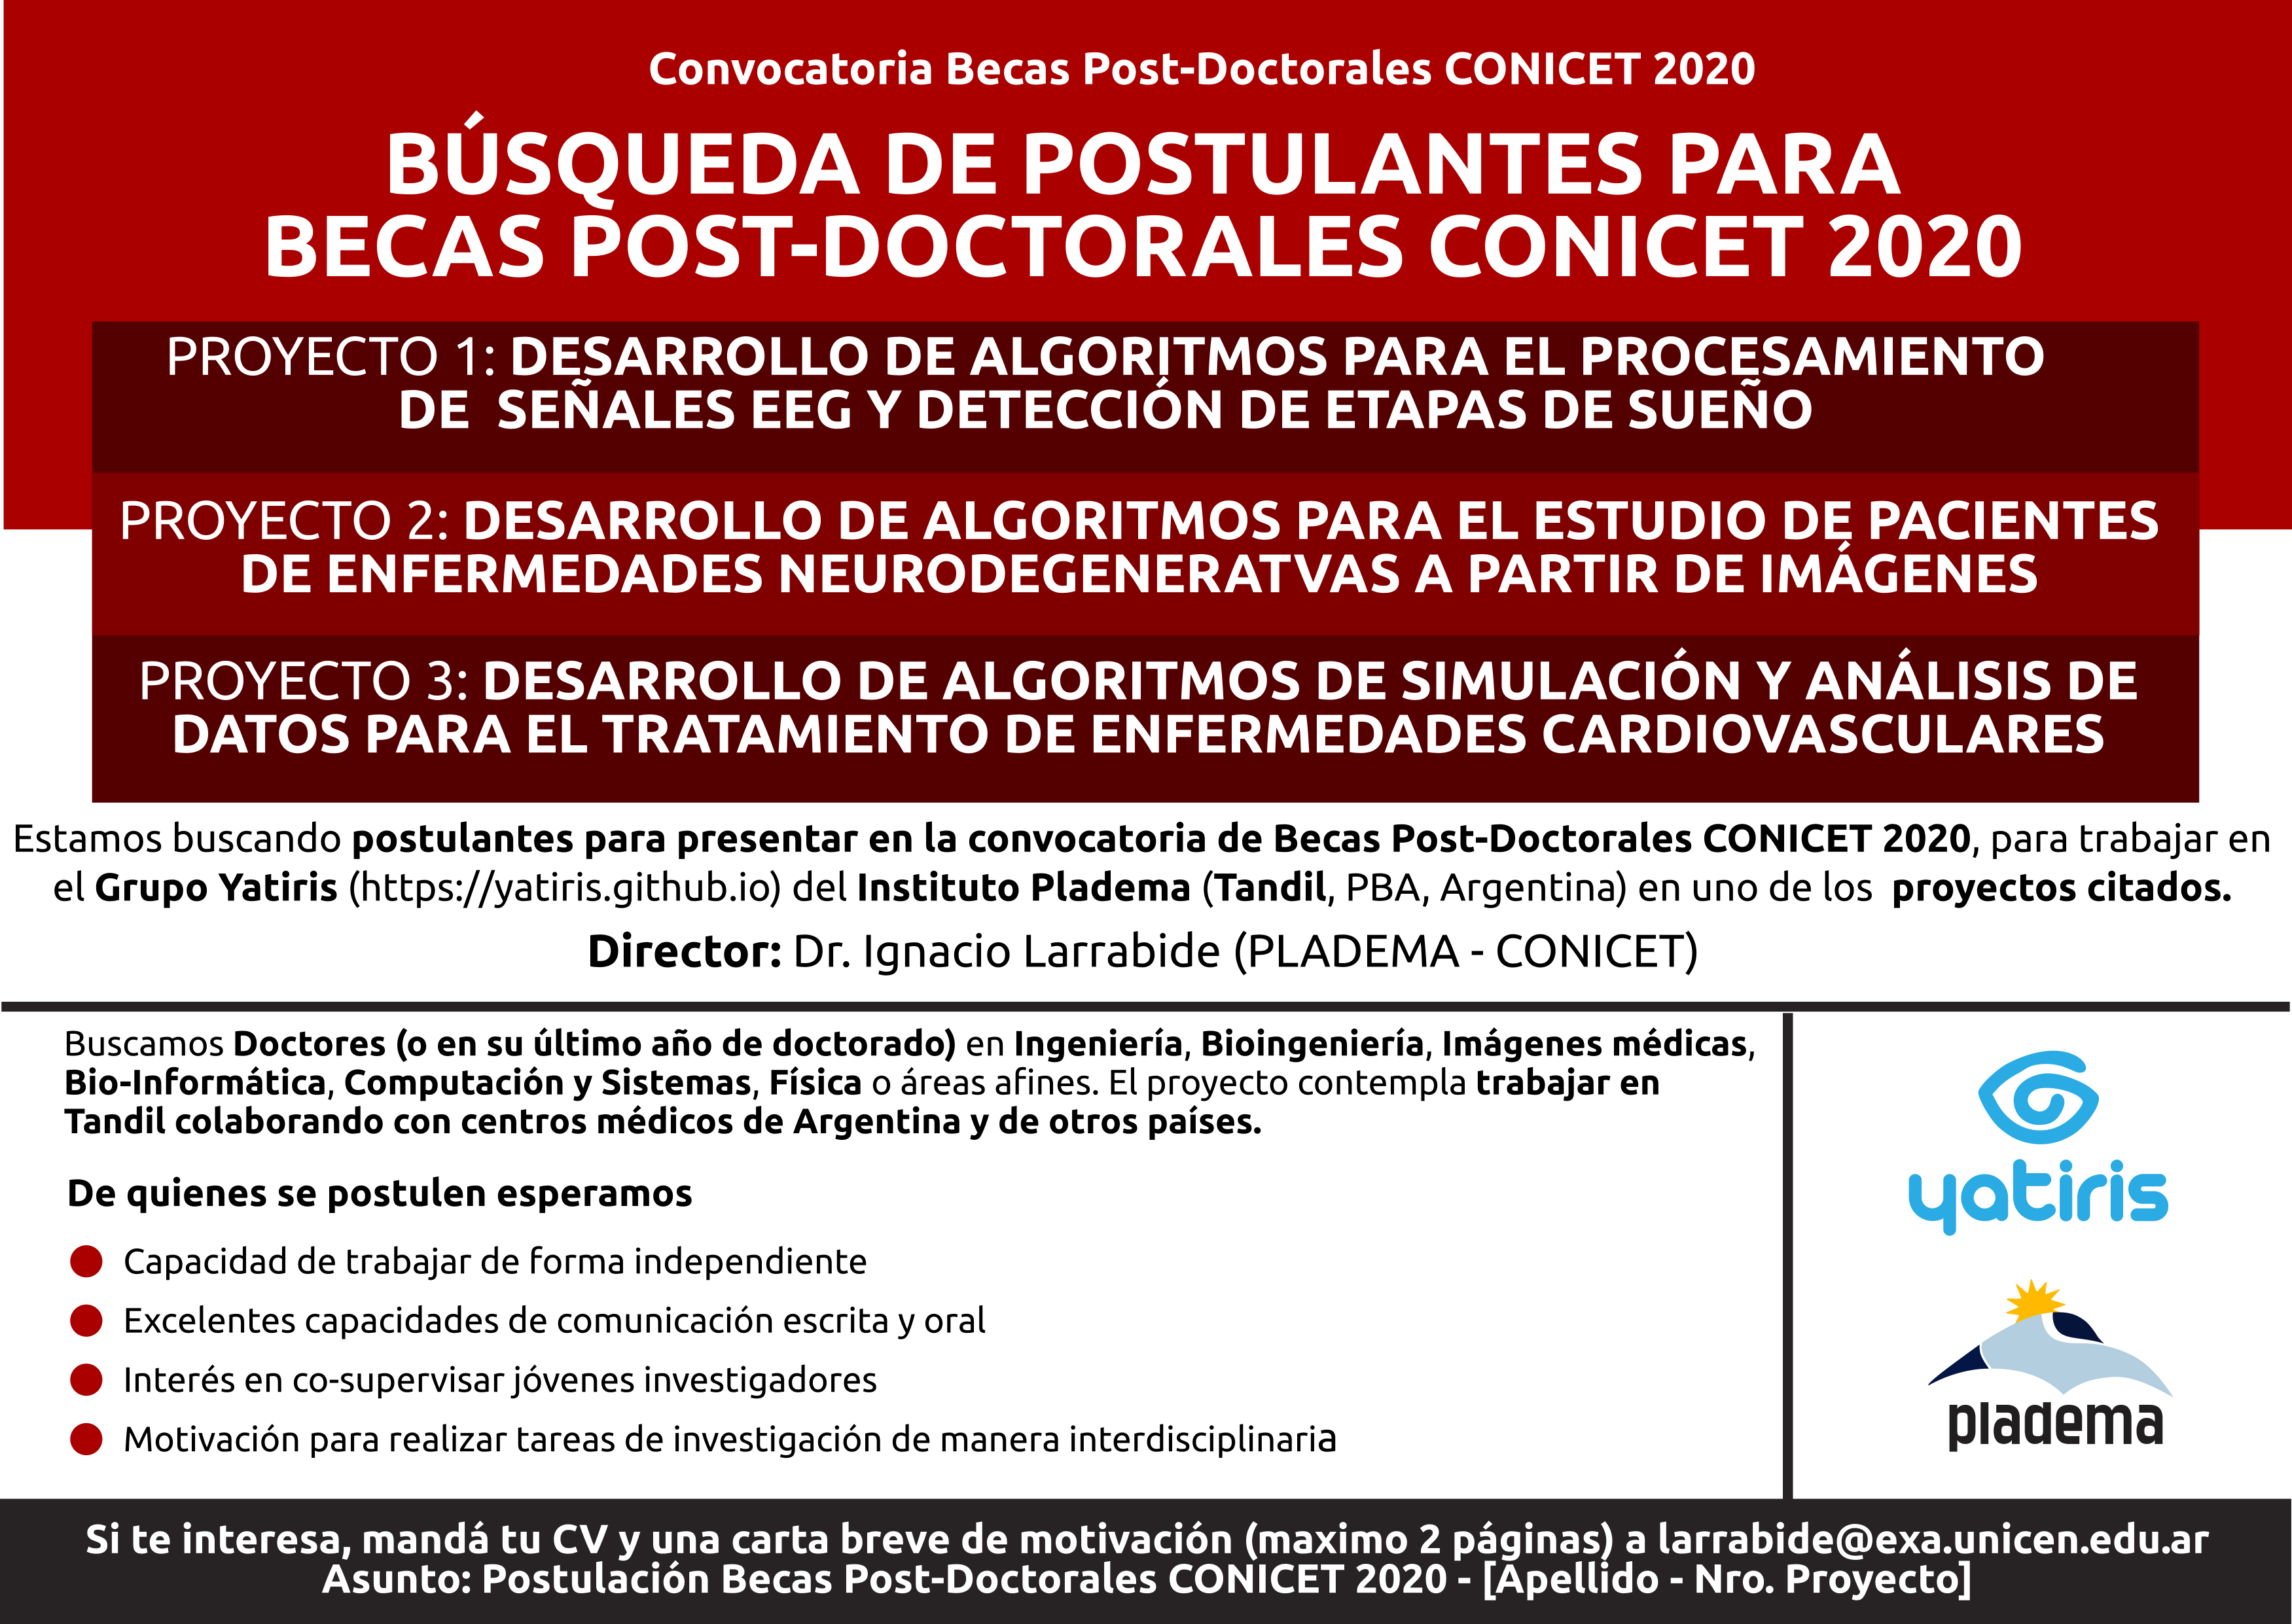 Convocatoria Becas Post-Doctorales CONICET 2020
BÚSQUEDA DE POSTULANTES PARA
BECAS POST-DOCTORALES CONICET 2020
PROYECTO 1: DESARROLLO DE ALGORITMOS PARA EL PROCESAMIENTO
DE SEÑALES EEG Y DETECCIÓN DE ETAPAS DE SUEÑO
PROYECTO 2: DESARROLLO DE ALGORITMOS PARA EL ESTUDIO DE PACIENTES
DE ENFERMEDADES NEURODEGENERATVAS A PARTIR DE IMÁGENES
PROYECTO 3: DESARROLLO DE ALGORITMOS DE SIMULACIÓN Y ANÁLISIS DE
DATOS PARA EL TRATAMIENTO DE ENFERMEDADES CARDIOVASCULARES
Estamos buscando postulantes para presentar en la convocatoria de Becas Post-Doctorales CONICET 2020, para trabajar en
el Grupo Yatiris (https://yatiris.github.io) del Instituto Pladema (Tandil, PBA, Argentina) en uno de los proyectos citados.
Director: Dr. Ignacio Larrabide (PLADEMA - CONICET)
Buscamos Doctores (o en su último año de doctorado) en Ingeniería, Bioingeniería, Imágenes médicas,
Bio-Informática, Computación y Sistemas, Física o áreas afines. El proyecto contempla trabajar en
Tandil colaborando con centros médicos de Argentina y de otros países.
De quienes se postulen esperamos
Capacidad de trabajar de forma independiente
Excelentes capacidades de comunicación escrita y oral
Interés en co-supervisar jóvenes investigadores
Motivación para realizar tareas de investigación de manera interdisciplinaria
yatiris
pladema
Si te interesa, mandá tu CV y una carta breve de motivación (maximo 2 páginas) a larrabide@exa.unicen.edu.ar
Asunto: Postulación Becas Post-Doctorales CONICET 2020 - [Apellido - Nro. Proyecto]